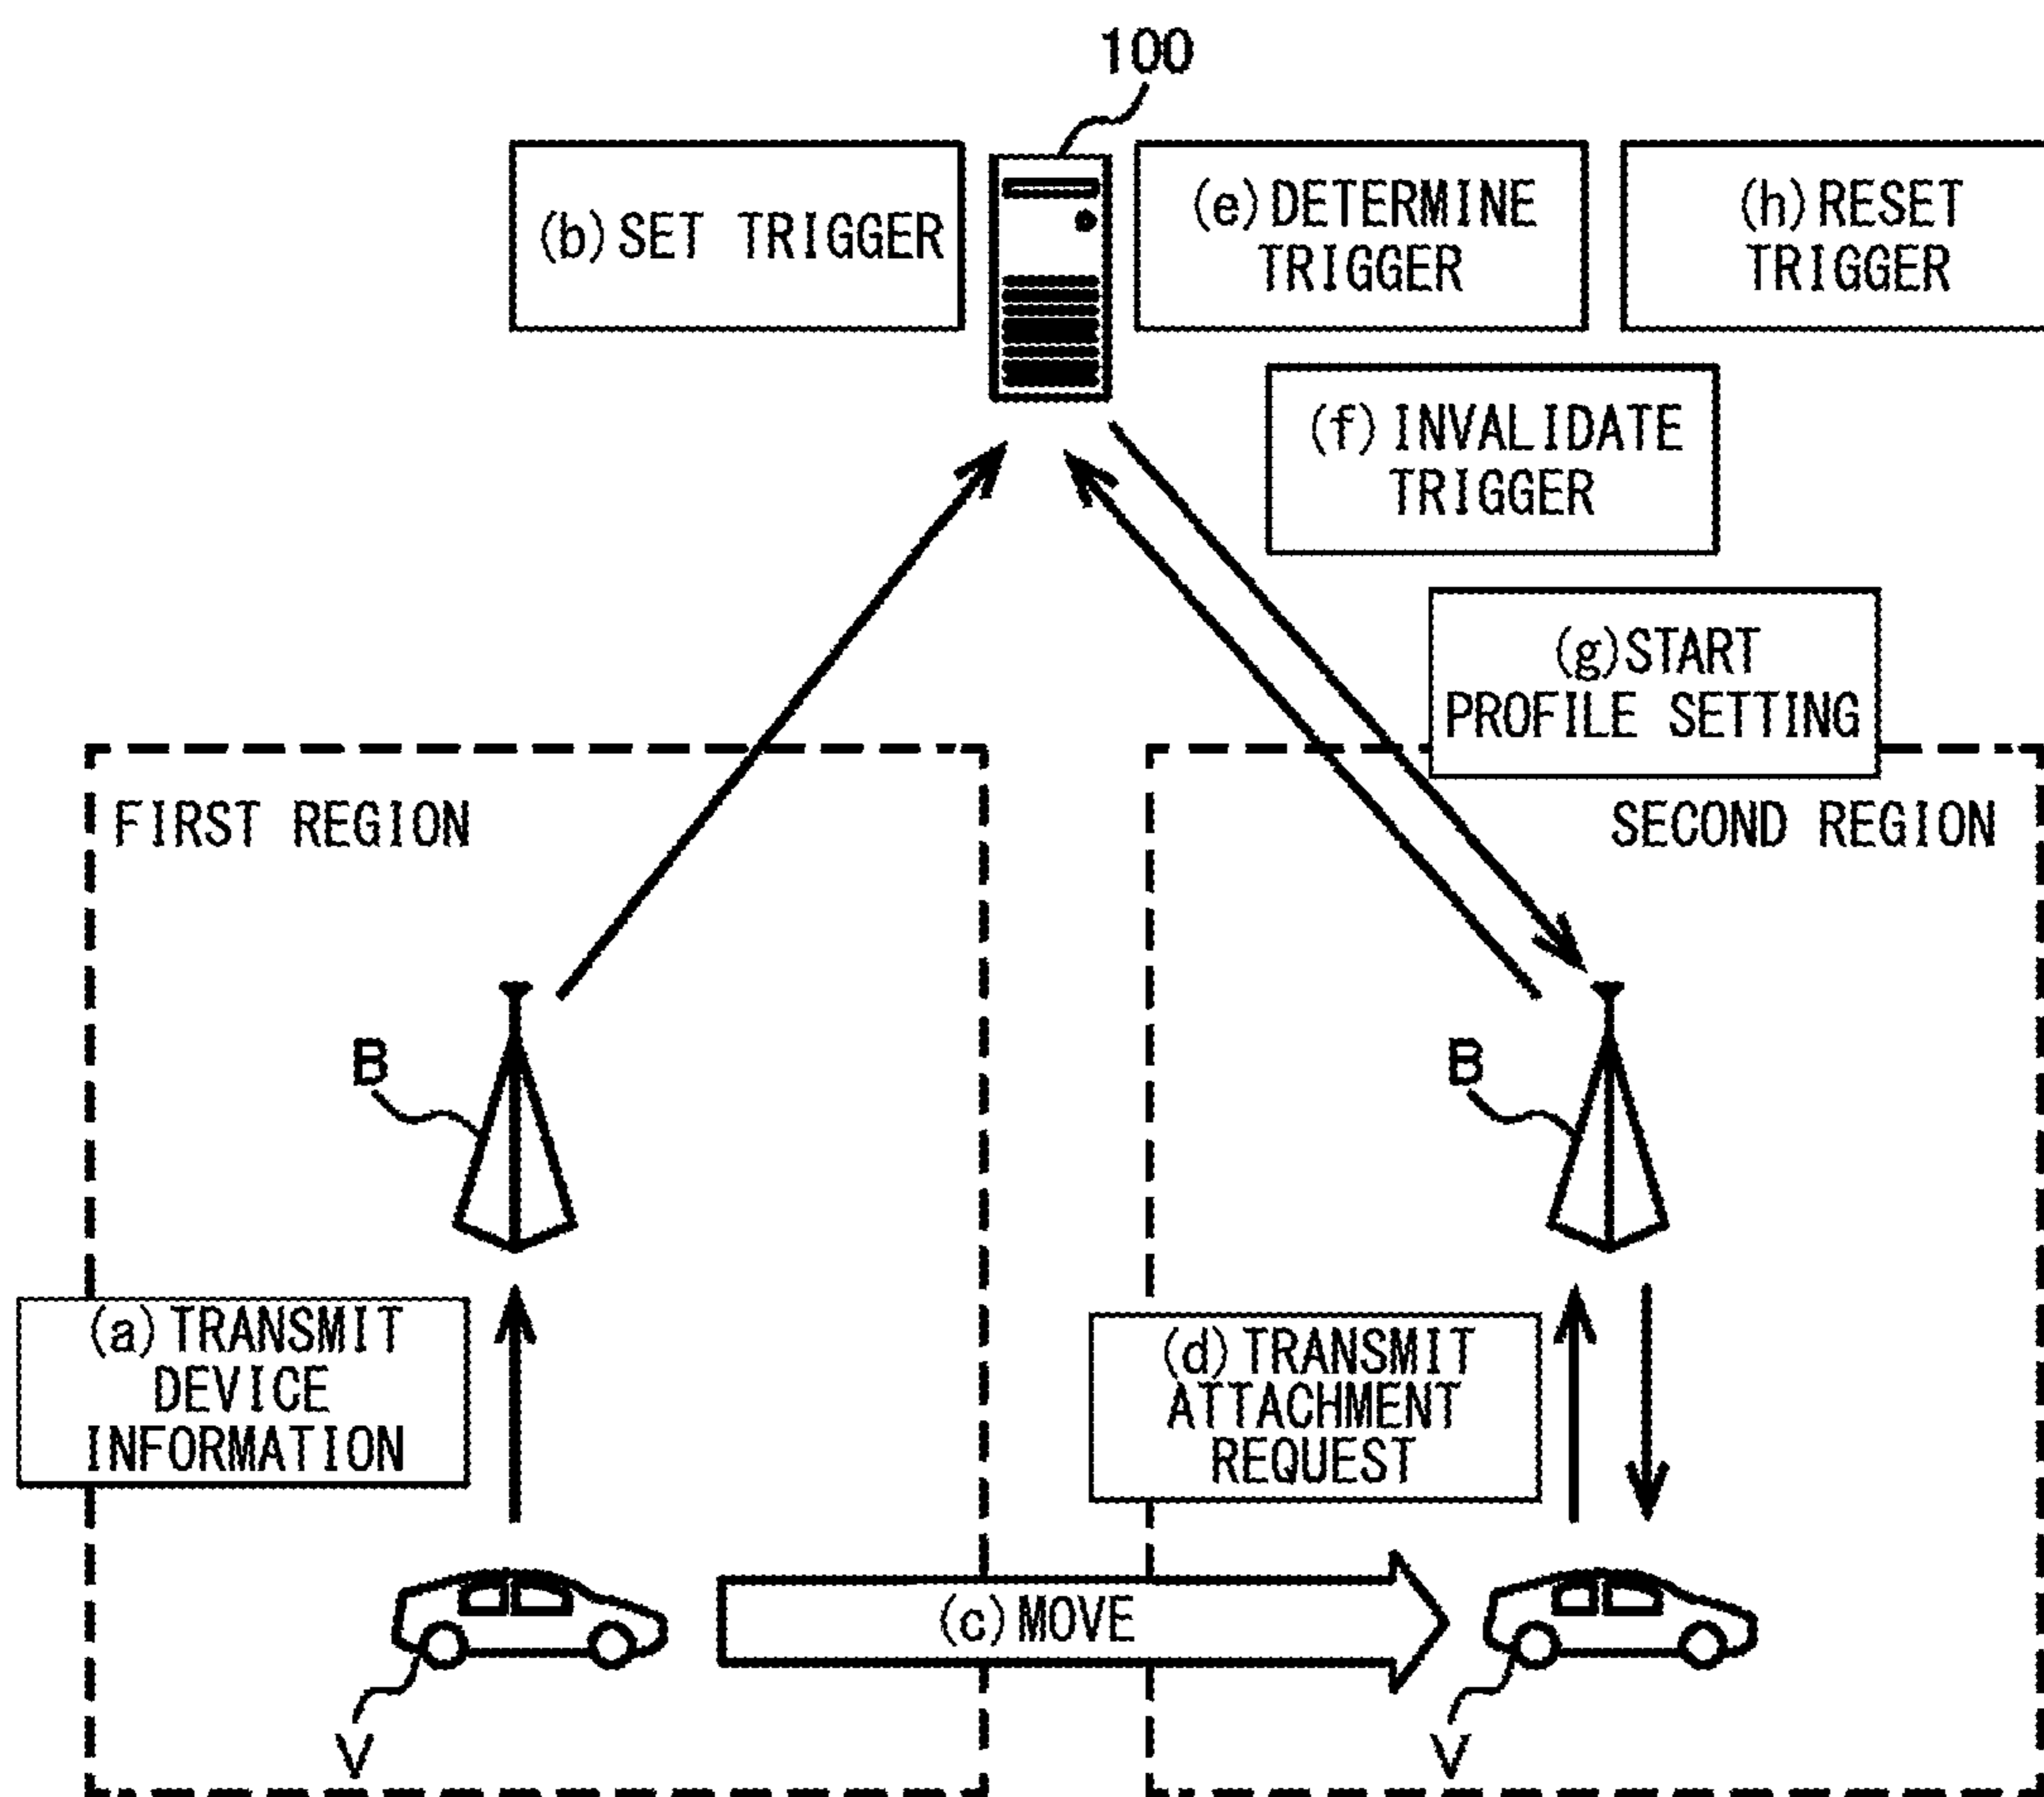 100
(b)SET TRIGGER
(e)DETERMINE
TRIGGER
(h)RESET
TRIGGER
(f)INVALIDATE
TRIGGER
(g)START
PROFILE SETTING
FIRST REGION
SECOND REGION
B
B
(a)TRANSMIT
DEVICE
INFORMATION
(d)TRANSMIT
ATTACHMENT
REQUEST
(c)MOVE
V
V